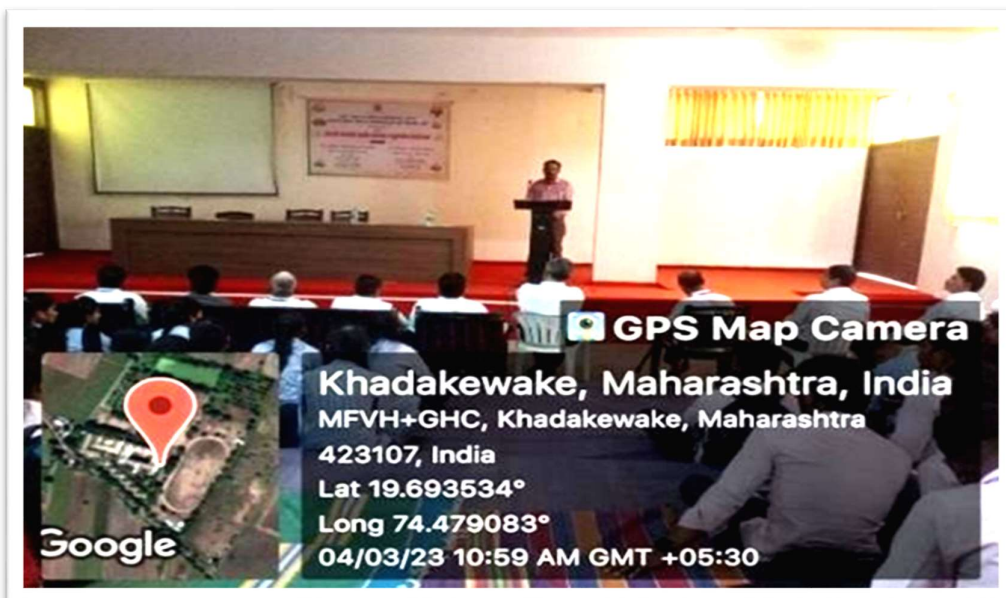 GPS Map Camera
Khadakewake, Maharashtra, India
MFVH+GHC, Khadakewake, Maharashtra
423107, India
Lat 19.693534°
Long 74.479083°
04/03/23 10:59 AM GMT +05:30
Google